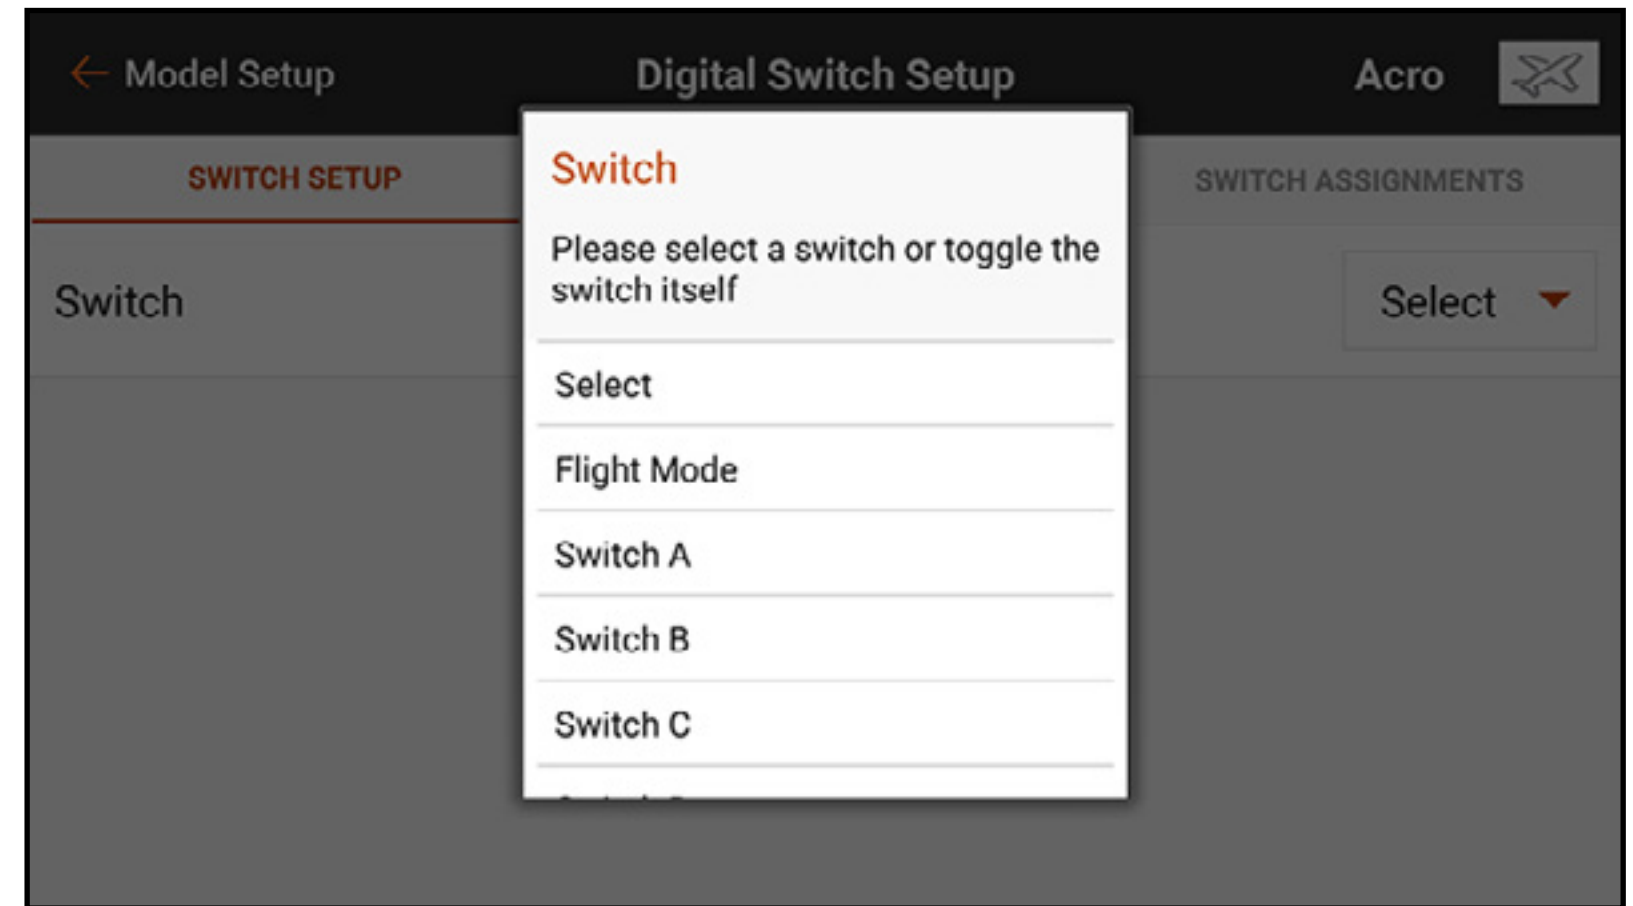 Model Setup
Digital Switch Setup
Acro
SWITCH SETUP
SWITCH ASSIGNMENTS
Switch
Select
Switch
Please select a switch or toggle the
switch itself
Select
Flight Mode
Switch A
Switch B
Switch C